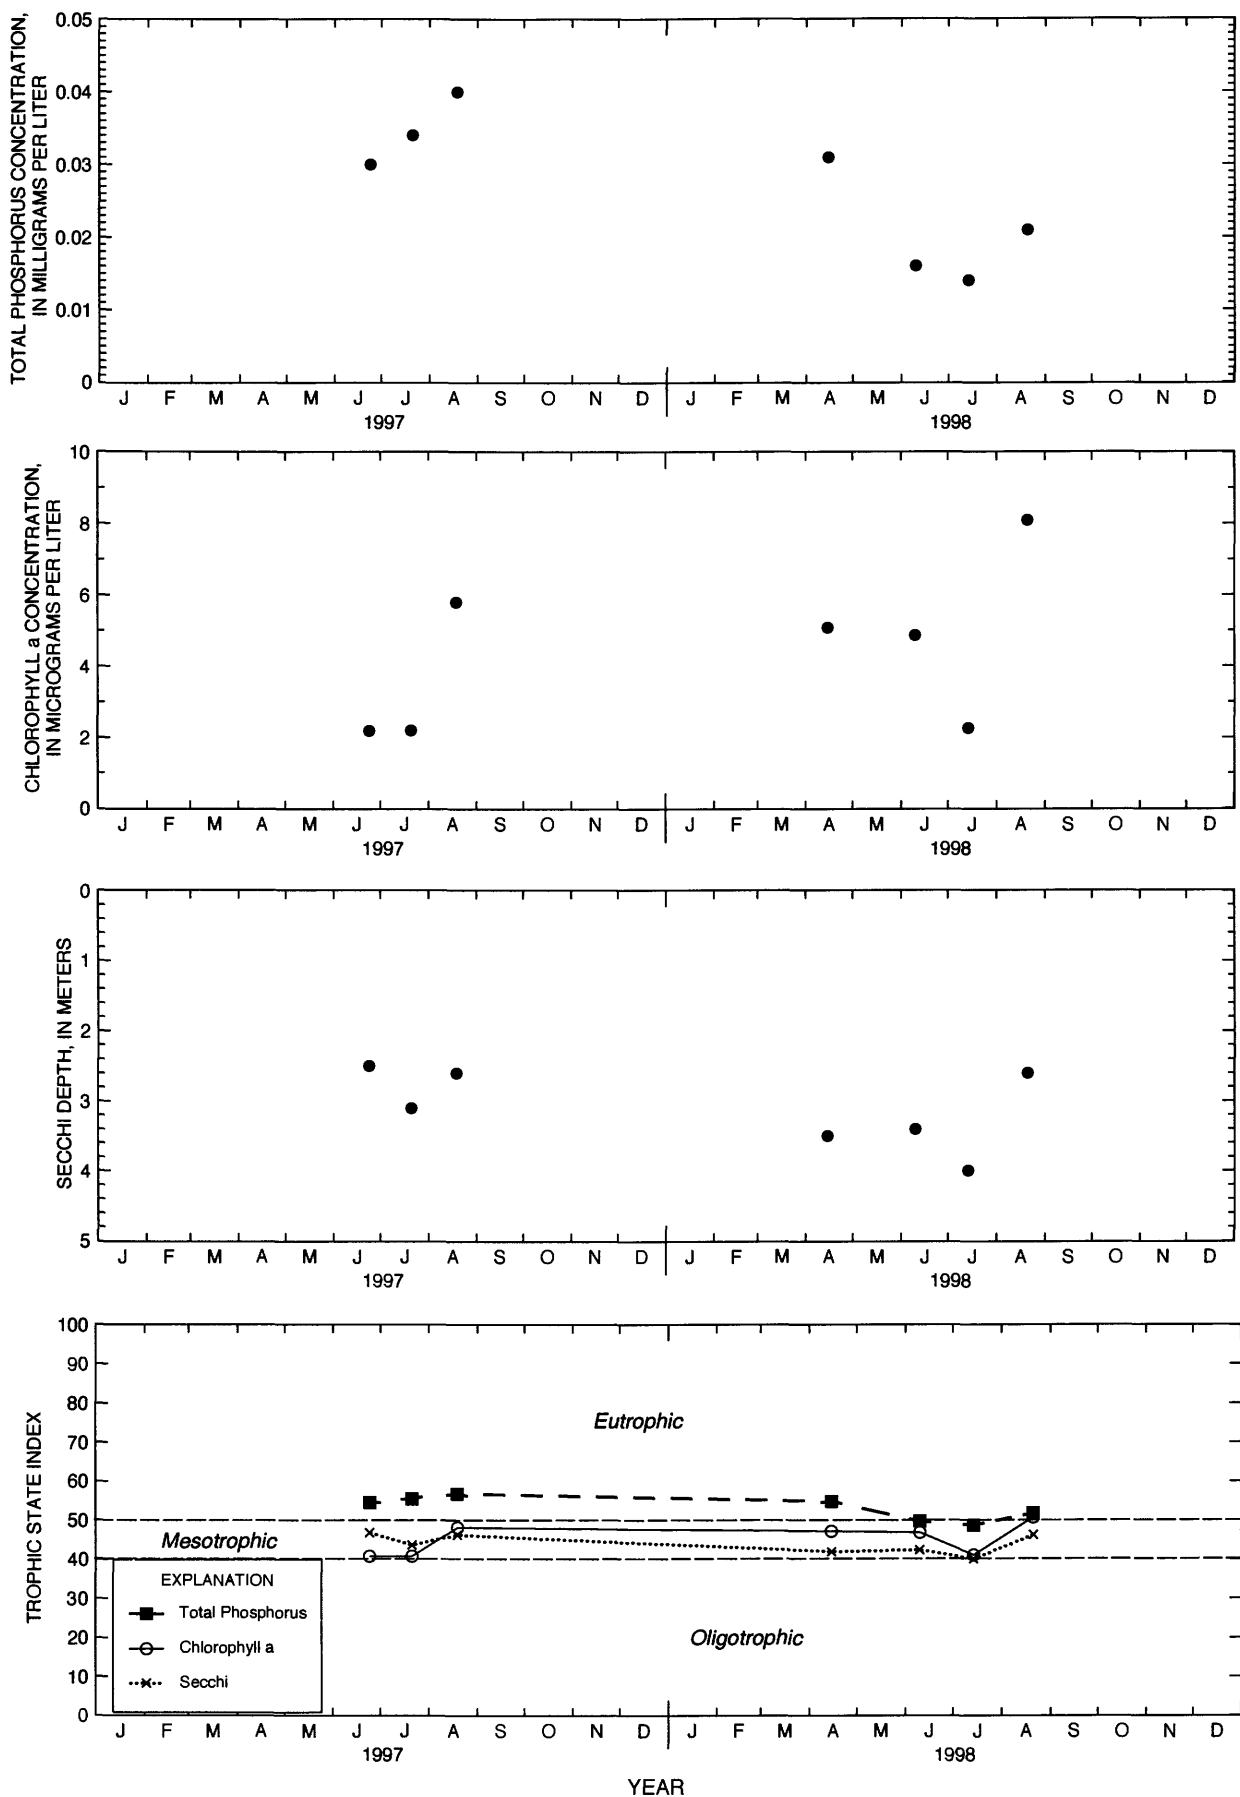 TOTAL PHOSPHORUS CONCENTRATION,
IN MILLIGRAMS PER LITER
0.05
0.04
0.03
0.02
0.01
0
J F M A M J J A S O N D J F M A M J J A S O N D
1997 1998
CHLOROPHYLL a CONCENTRATION,
IN MICROGRAMS PER LITER
10
8
6
4
2
0
J F M A M J J A S O N D J F M A M J J A S O N D
1997 1998
SECCHI DEPTH, IN METERS
0
1
2
3
4
5
J F M A M J J A S O N D J F M A M J J A S O N D
1997 1998
TROPHIC STATE INDEX
100
90
80
70
60
50
40
30
20
10
0
Eutrophic
Mesotrophic
Oligotrophic
EXPLANATION
Total Phosphorus
Chlorophyll a
Secchi
J F M A M J J A S O N D J F M A M J J A S O N D
1997 1998
YEAR